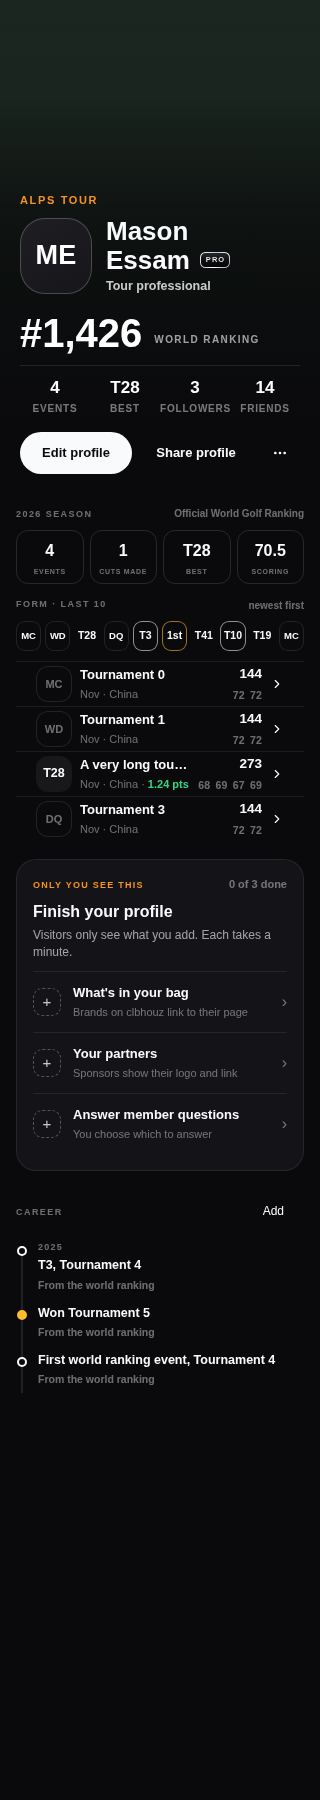 ALPS TOUR
ME
Mason
Essam PRO
Tour professional
#1,426 WORLD RANKING
4 T28 3 14
EVENTS BEST FOLLOWERS FRIENDS
Edit profile Share profile ···
2026 SEASON Official World Golf Ranking
4 1 T28 70.5
EVENTS CUTS MADE BEST SCORING
FORM · LAST 10 newest first
MC WD T28 DQ T3 1st T41 T10 T19 MC
MC Tournament 0 144
Nov · China 72 72
WD Tournament 1 144
Nov · China 72 72
T28 A very long tou… 273
Nov · China · 1.24 pts 68 69 67 69
DQ Tournament 3 144
Nov · China 72 72
ONLY YOU SEE THIS 0 of 3 done
Finish your profile
Visitors only see what you add. Each takes a
minute.
+ What's in your bag ›
Brands on clbhouz link to their page
+ Your partners ›
Sponsors show their logo and link
+ Answer member questions ›
You choose which to answer
CAREER Add
2025
T3, Tournament 4
From the world ranking
Won Tournament 5
From the world ranking
First world ranking event, Tournament 4
From the world ranking